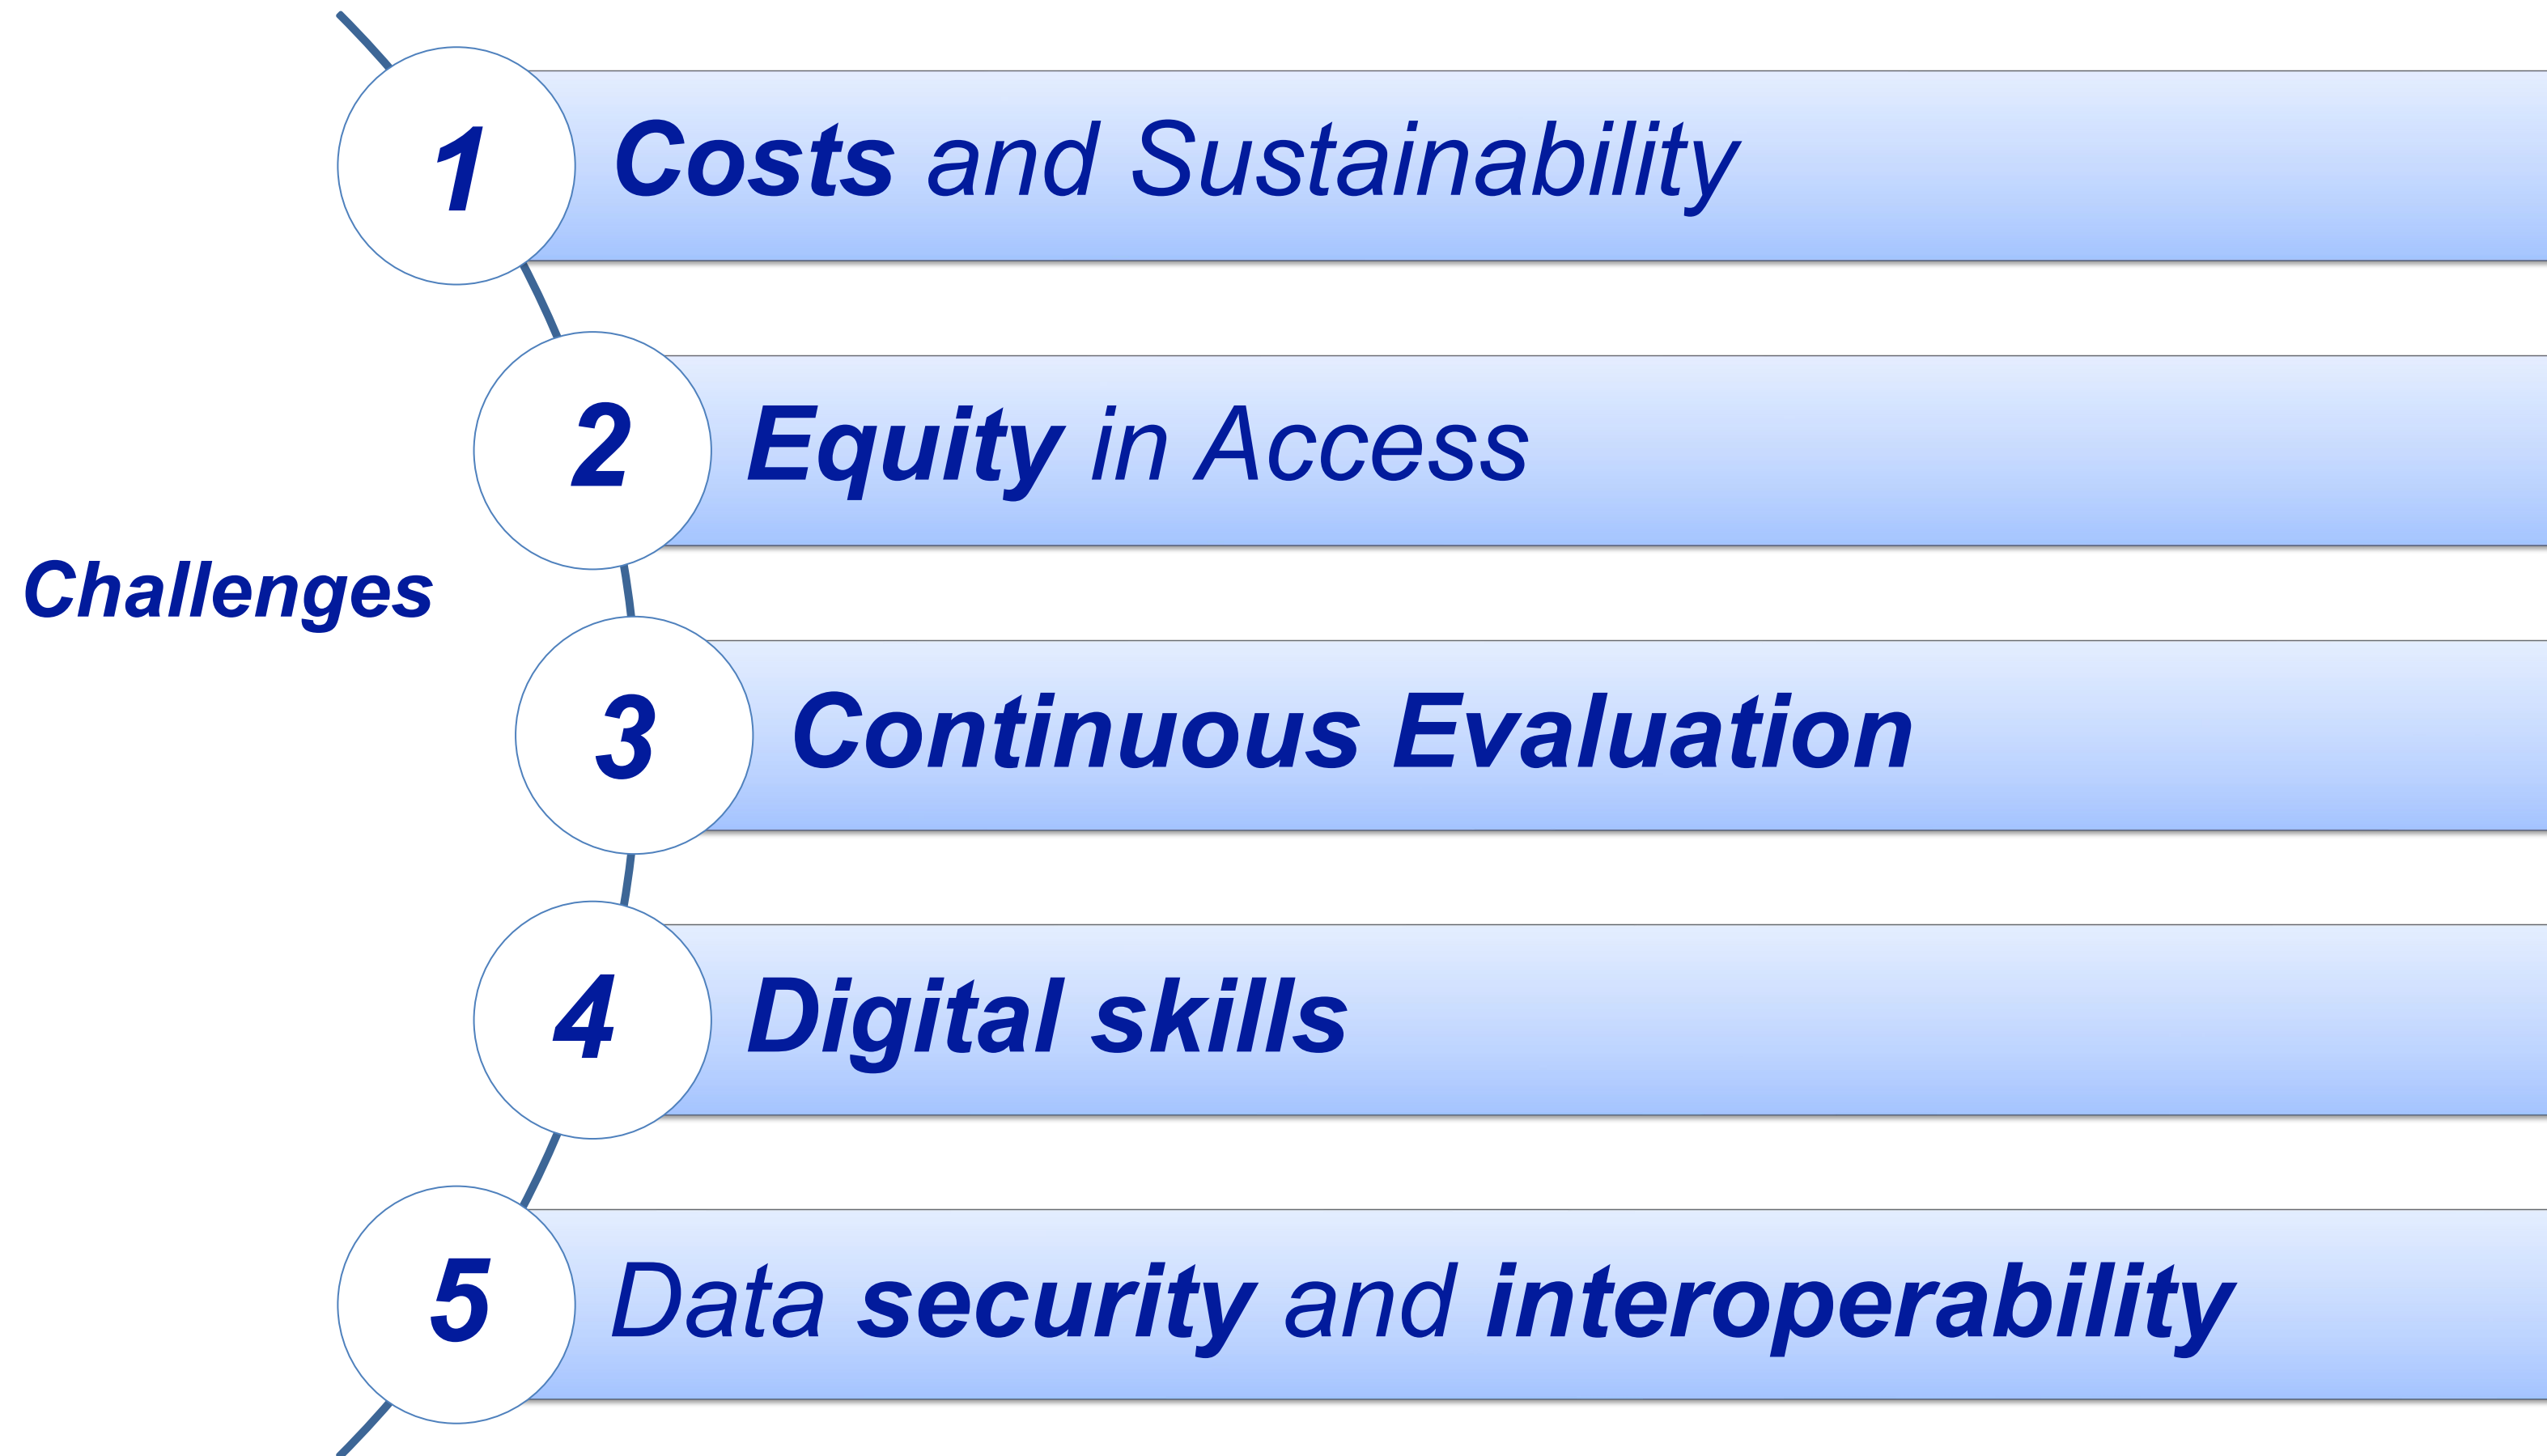 Challenges
1
Costs and Sustainability
2
Equity in Access
3
Continuous Evaluation
4
Digital skills
5
Data security and interoperability